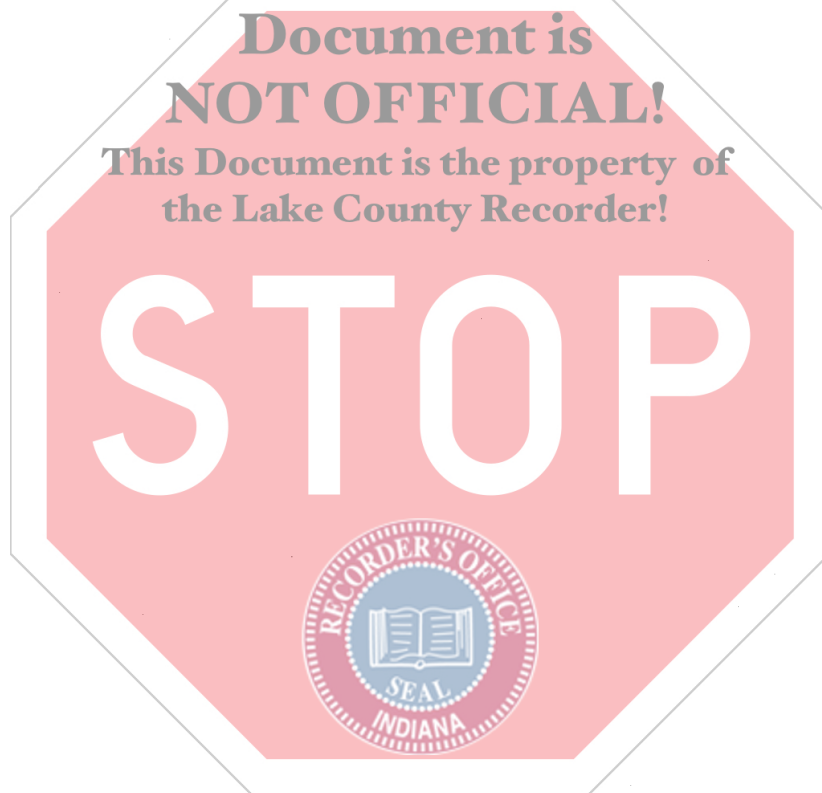 Document is
NOT OFFICIAL!
This Document is the property of
the Lake County Recorder!
STOP
RECORDER'S OFFICE
SEAL
INDIANA